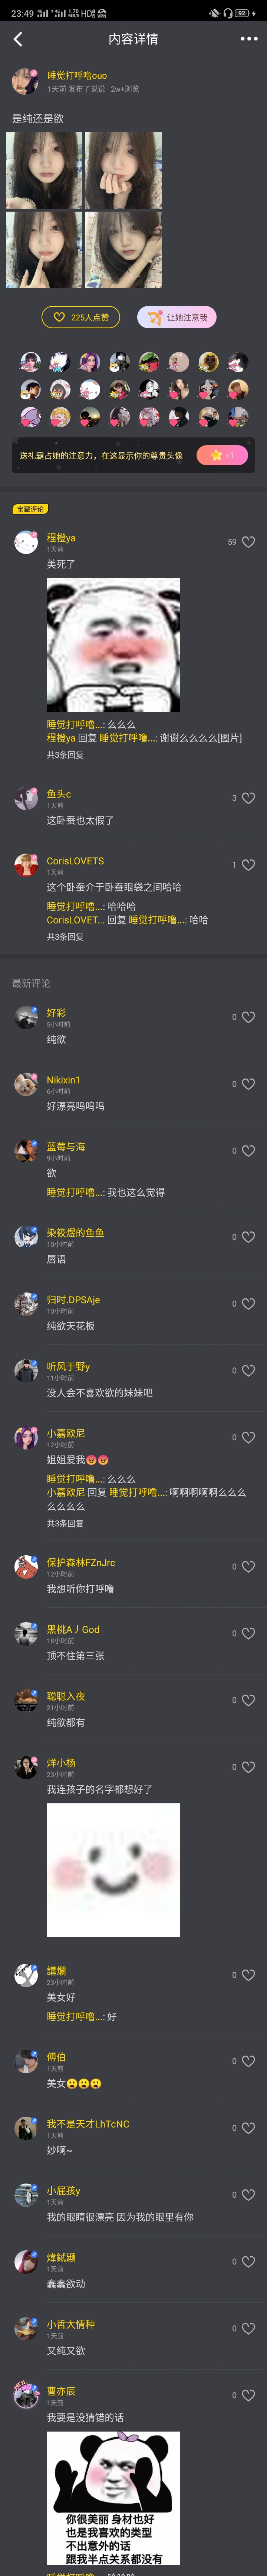 23:49
HD
92
内容详情
睡觉打呼噜ouo
1天前 发布了说说 · 2w+浏览
是纯还是欲
225人点赞
让她注意我
送礼霸占她的注意力，在这显示你的尊贵头像
+1
宝藏评论
程橙ya
59
1天前
美死了
睡觉打呼噜...: 么么么
程橙ya 回复 睡觉打呼噜...: 谢谢么么么么[图片]
共3条回复
鱼头c
3
1天前
这卧蚕也太假了
CorisLOVETS
1
1天前
这个卧蚕介于卧蚕眼袋之间哈哈
睡觉打呼噜...: 哈哈哈
CorisLOVET... 回复 睡觉打呼噜...: 哈哈
共3条回复
最新评论
好彩
0
5小时前
纯欲
Nikixin1
0
6小时前
好漂亮呜呜呜
蓝莓与海
0
9小时前
欲
睡觉打呼噜...: 我也这么觉得
染筱煜的鱼鱼
0
10小时前
唇语
归时.DPSAje
0
10小时前
纯欲天花板
听风于野y
0
11小时前
没人会不喜欢欲的妹妹吧
小嘉欧尼
0
12小时前
姐姐爱我😡😡
睡觉打呼噜...: 么么么
小嘉欧尼 回复 睡觉打呼噜...: 啊啊啊啊啊么么么
么么么么
共3条回复
保护森林FZnJrc
0
12小时前
我想听你打呼噜
黑桃A丿God
0
18小时前
顶不住第三张
聪聪入夜
0
21小时前
纯欲都有
烊小杨
0
23小时前
我连孩子的名字都想好了
講爛
0
23小时前
美女好
睡觉打呼噜...: 好
傅伯
0
1天前
美女😮😮😮
我不是天才LhTcNC
0
1天前
妙啊~
小屁孩y
0
1天前
我的眼睛很漂亮 因为我的眼里有你
0
1天前
蠢蠢欲动
小哲大情种
0
1天前
又纯又欲
曹亦辰
0
1天前
我要是没猜错的话
你很美丽 身材也好
也是我喜欢的类型
不出意外的话
跟我半点关系都没有